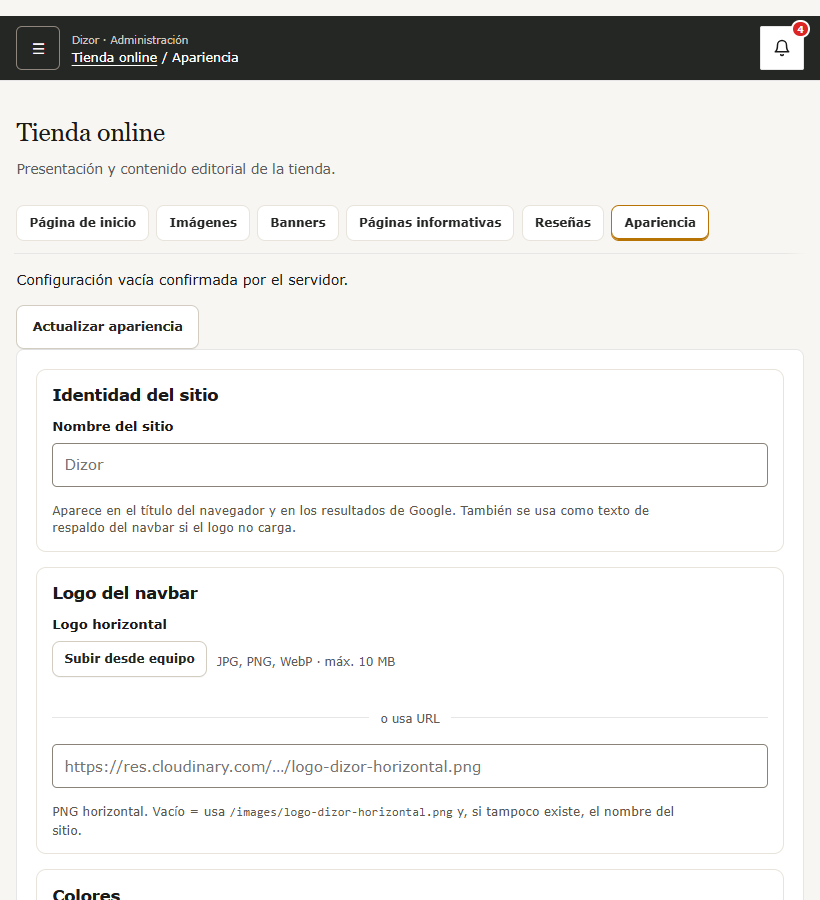 Dizor · Administración
Tienda online / Apariencia
4
Tienda online
Presentación y contenido editorial de la tienda.
Página de inicio
Imágenes
Banners
Páginas informativas
Reseñas
Apariencia
Configuración vacía confirmada por el servidor.
Actualizar apariencia
Identidad del sitio
Nombre del sitio
Dizor
Aparece en el título del navegador y en los resultados de Google. También se usa como texto de
respaldo del navbar si el logo no carga.
Logo del navbar
Logo horizontal
Subir desde equipo
JPG, PNG, WebP · máx. 10 MB
o usa URL
https://res.cloudinary.com/.../logo-dizor-horizontal.png
PNG horizontal. Vacío = usa /images/logo-dizor-horizontal.png y, si tampoco existe, el nombre del
sitio.
Colores